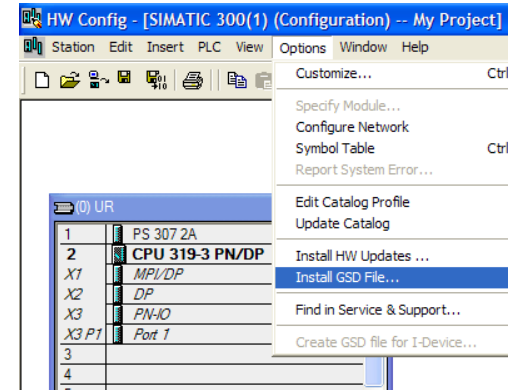 HW Config - [SIMATIC 300(1) (Configuration) -- My Project]
Station Edit Insert PLC View Options Window Help
Customize... Ctrl
Specify Module...
Configure Network
Symbol Table Ctrl
Report System Error...
Edit Catalog Profile
Update Catalog
Install HW Updates ...
Install GSD File...
Find in Service & Support...
Create GSD file for I-Device...
(0) UR
1 PS 307 2A
2 CPU 319-3 PN/DP
X1 MPI/DP
X2 DP
X3 PN-IO
X3 P1 Port 1
3
4